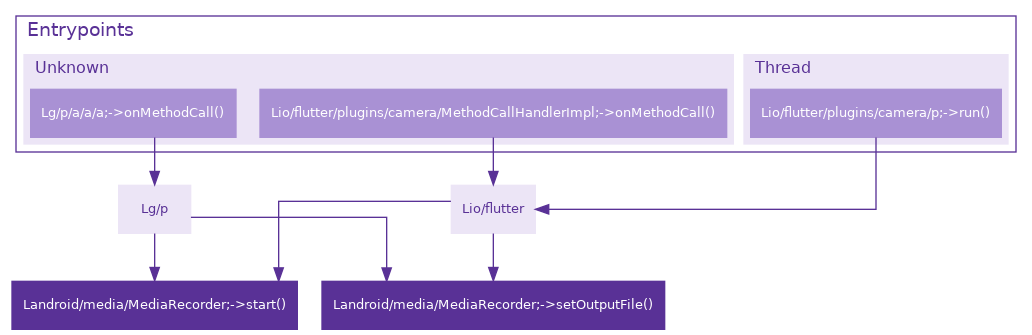 Entrypoints
Unknown
Thread
Lg/p/a/a/a;->onMethodCall()
Lio/flutter/plugins/camera/MethodCallHandlerImpl;->onMethodCall()
Lio/flutter/plugins/camera/p;->run()
Lg/p
Lio/flutter
Landroid/media/MediaRecorder;->start()
Landroid/media/MediaRecorder;->setOutputFile()